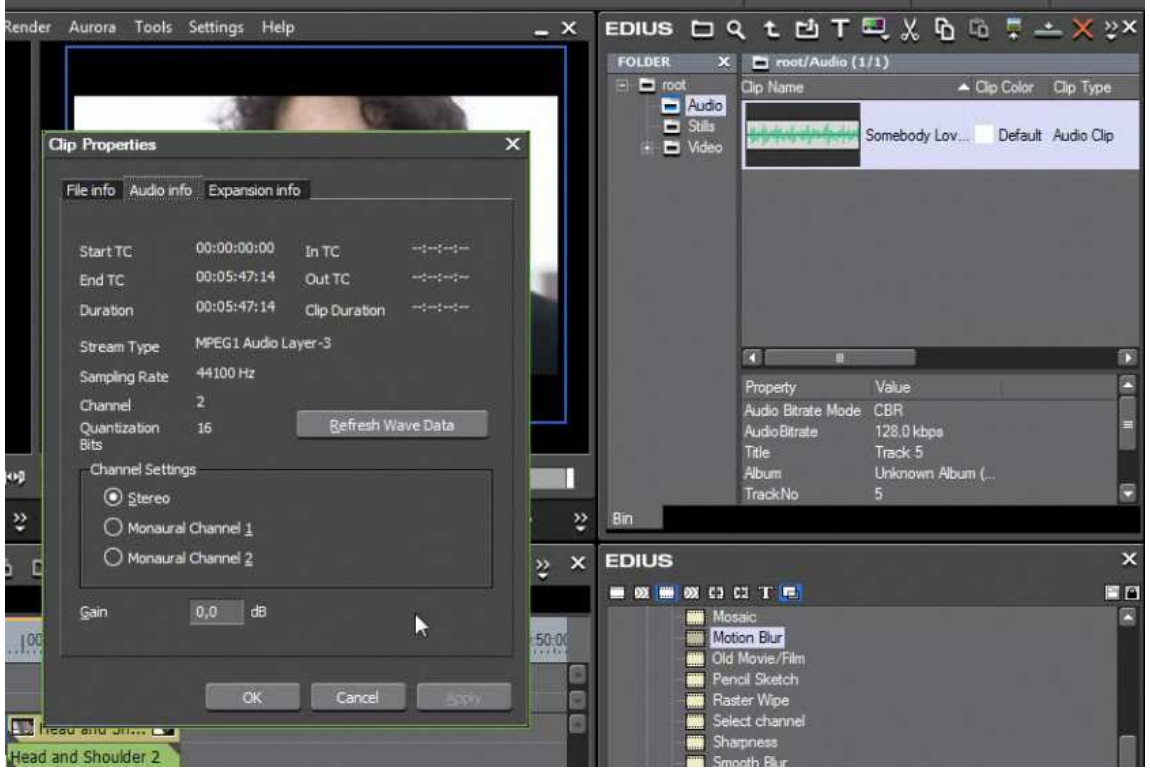 Render Aurora Tools Settings Help
Clip Properties
File info Audio info Expansion info
Start TC 00:00:00:00 In TC --:--:--:--
End TC 00:05:47:14 Out TC --:--:--:--
Duration 00:05:47:14 Clip Duration --:--:--:--
Stream Type MPEG1 Audio Layer-3
Sampling Rate 44100 Hz
Channel 2
Quantization Bits 16
Refresh Wave Data
Channel Settings
Stereo
Monaural Channel 1
Monaural Channel 2
Gain 0,0 dB
OK Cancel Apply
:50:00
Head and Sh...
Head and Shoulder 2
EDIUS
FOLDER
root
Audio
Stills
Video
root/Audio (1/1)
Clip Name Clip Color Clip Type
Somebody Lov... Default Audio Clip
Property Value
Audio Bitrate Mode CBR
AudioBitrate 128,0 kbps
Title Track 5
Album Unknown Album (...
TrackNo 5
Bin
EDIUS
Mosaic
Motion Blur
Old Movie/Film
Pencil Sketch
Raster Wipe
Select channel
Sharpness
Smooth Blur